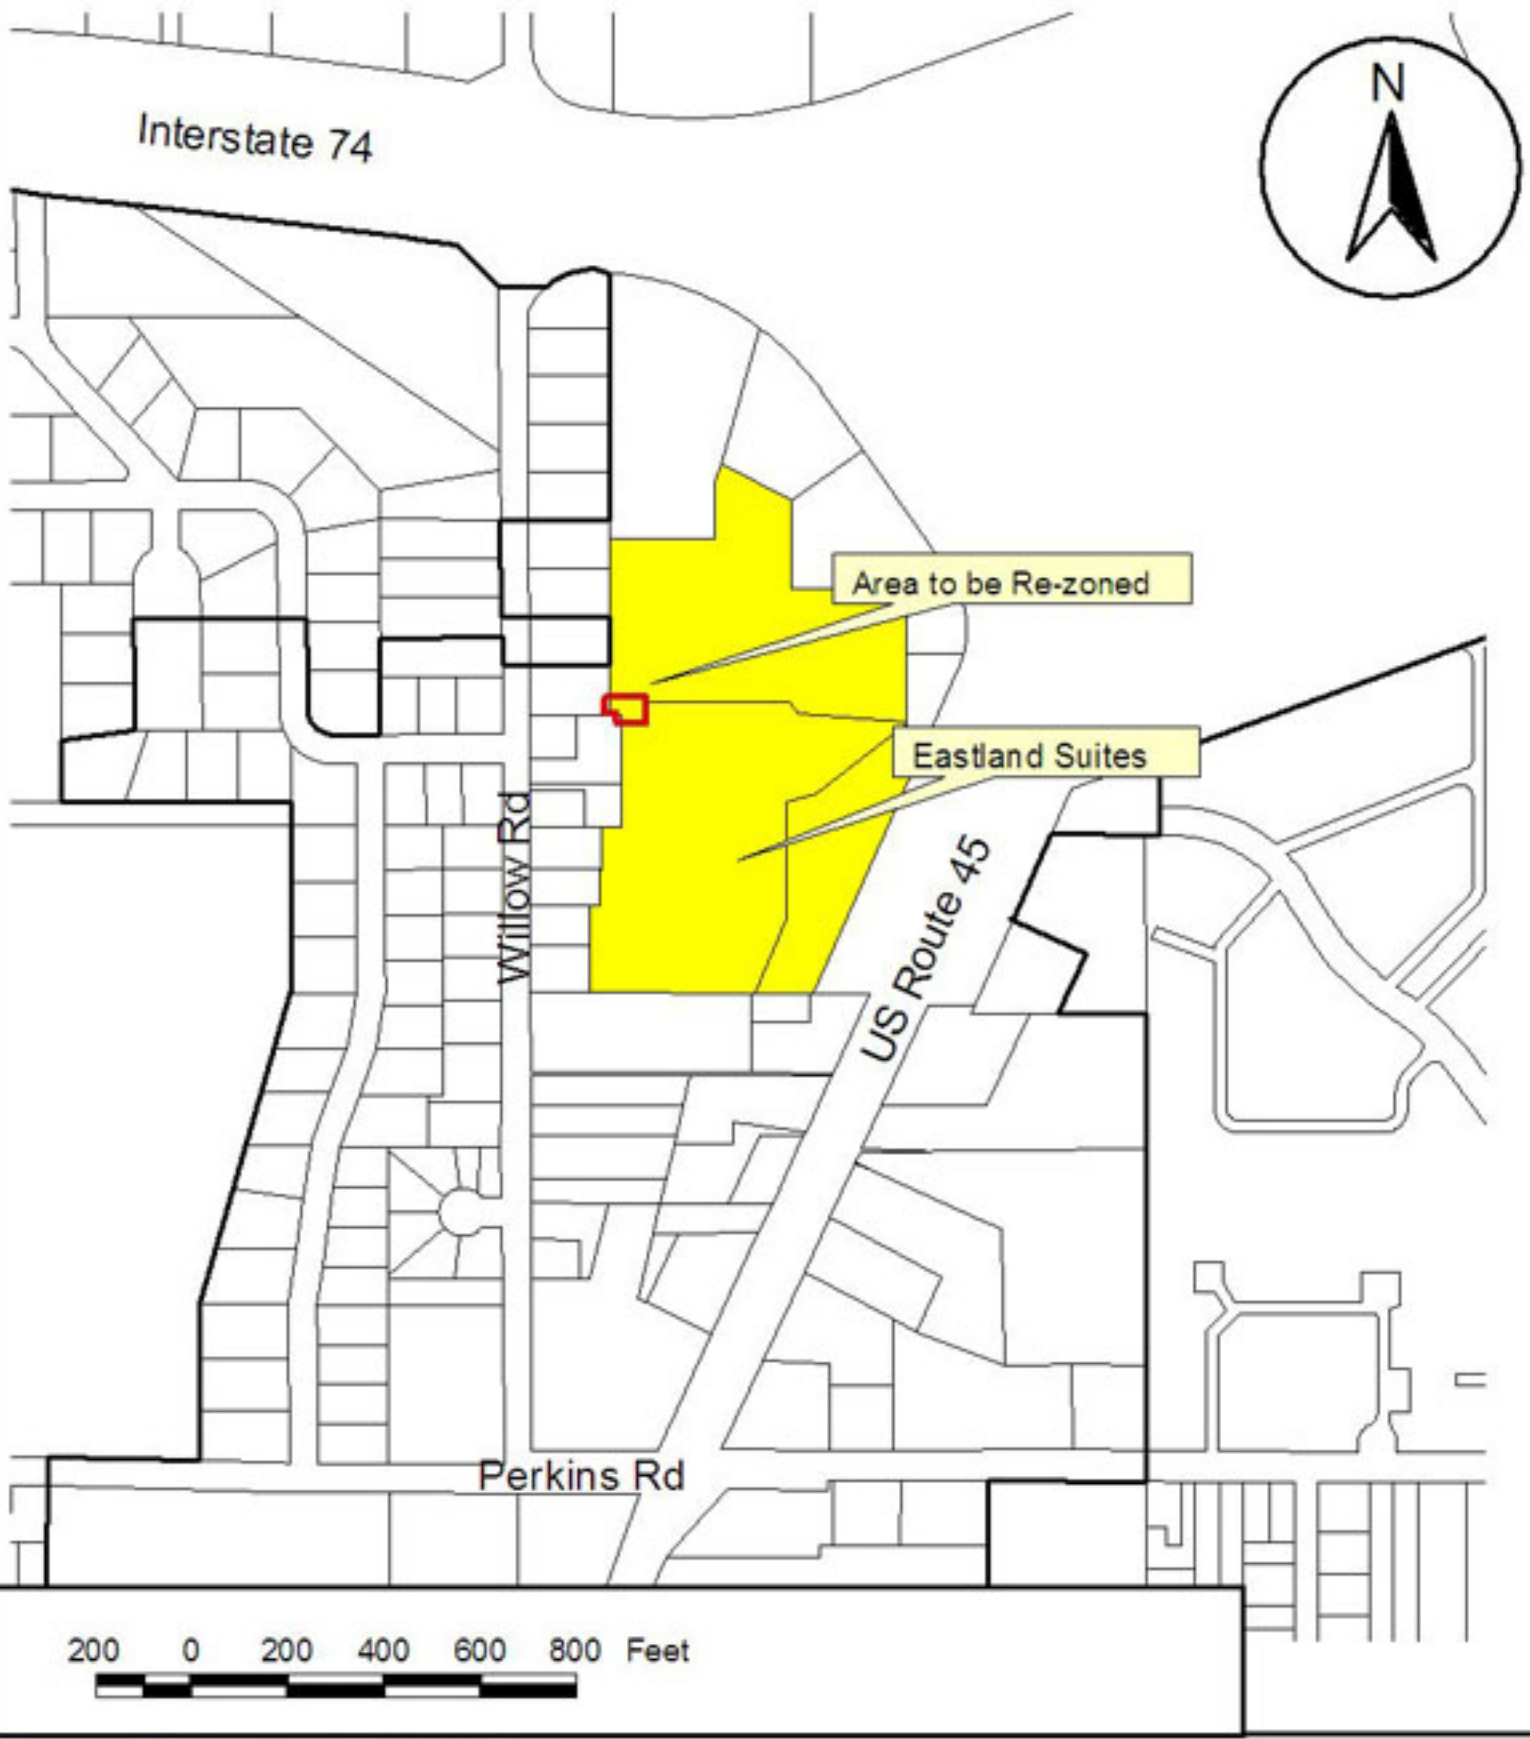 Interstate 74
N
Area to be Re-zoned
Eastland Suites
Willow Rd
US Route 45
Perkins Rd
200 0 200 400 600 800 Feet